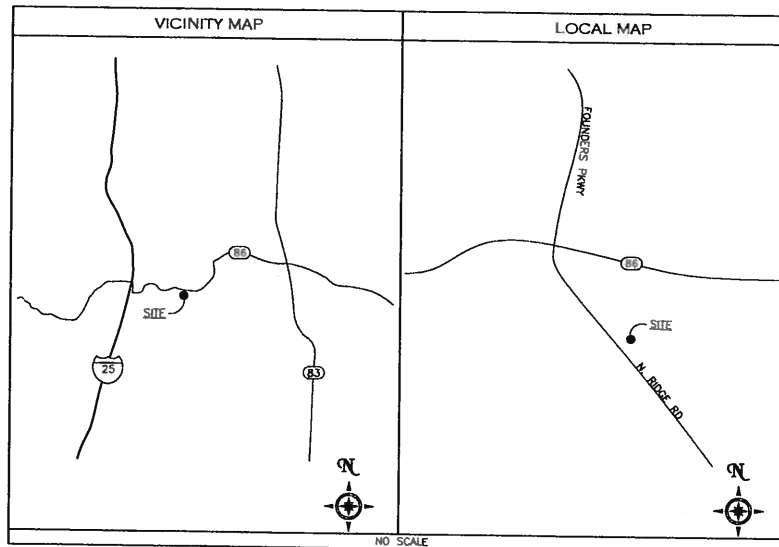 VICINITY MAP
86
SITE
25
83
N
LOCAL MAP
FOUNDERS PKWY
86
SITE
N. RIDGE RD
N
NO SCALE